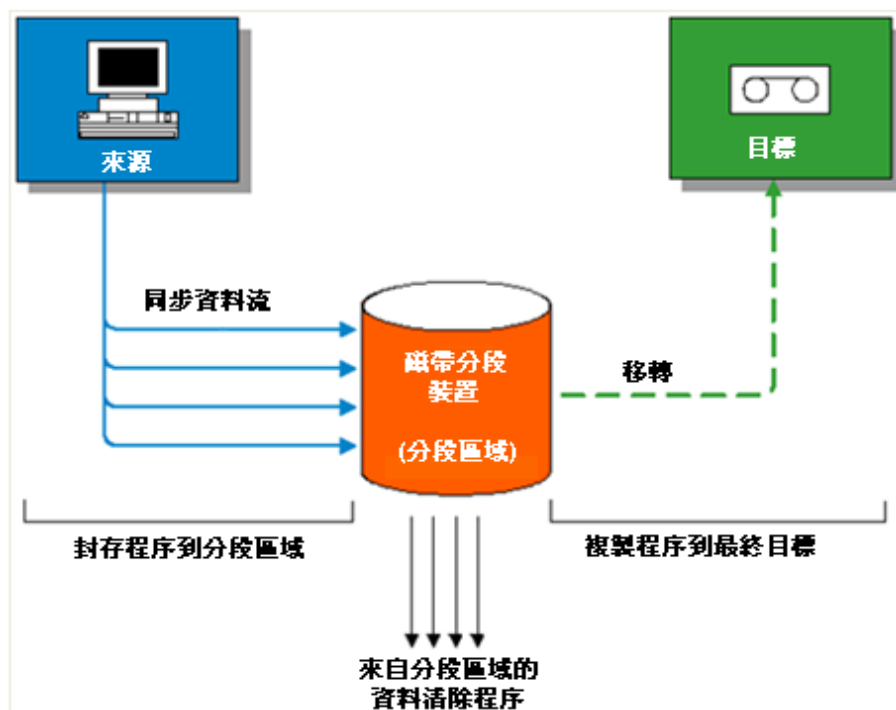 來源
目標
同步資料流
磁帶分段
裝置
(分段區域)
移轉
封存程序到分段區域
複製程序到最終目標
來自分段區域的
資料清除程序